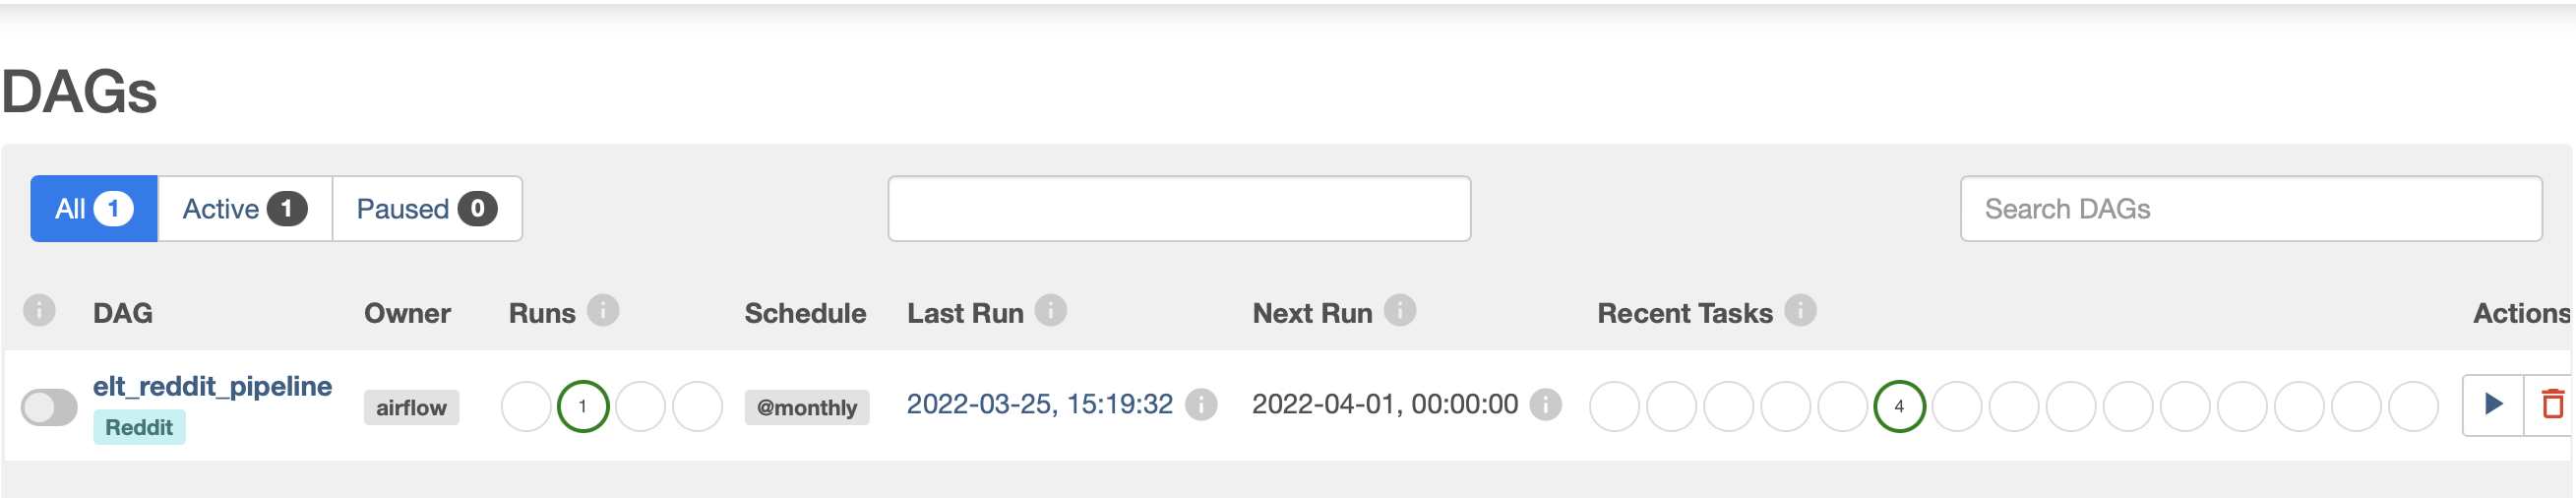 DAGs
All 1 Active 1 Paused 0
Search DAGs
DAG Owner Runs Schedule Last Run Next Run Recent Tasks Actions
elt_reddit_pipeline airflow 1 @monthly 2022-03-25, 15:19:32 2022-04-01, 00:00:00 4
Reddit